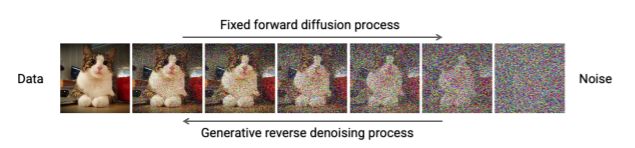 Fixed forward diffusion process
Data
Noise
Generative reverse denoising process